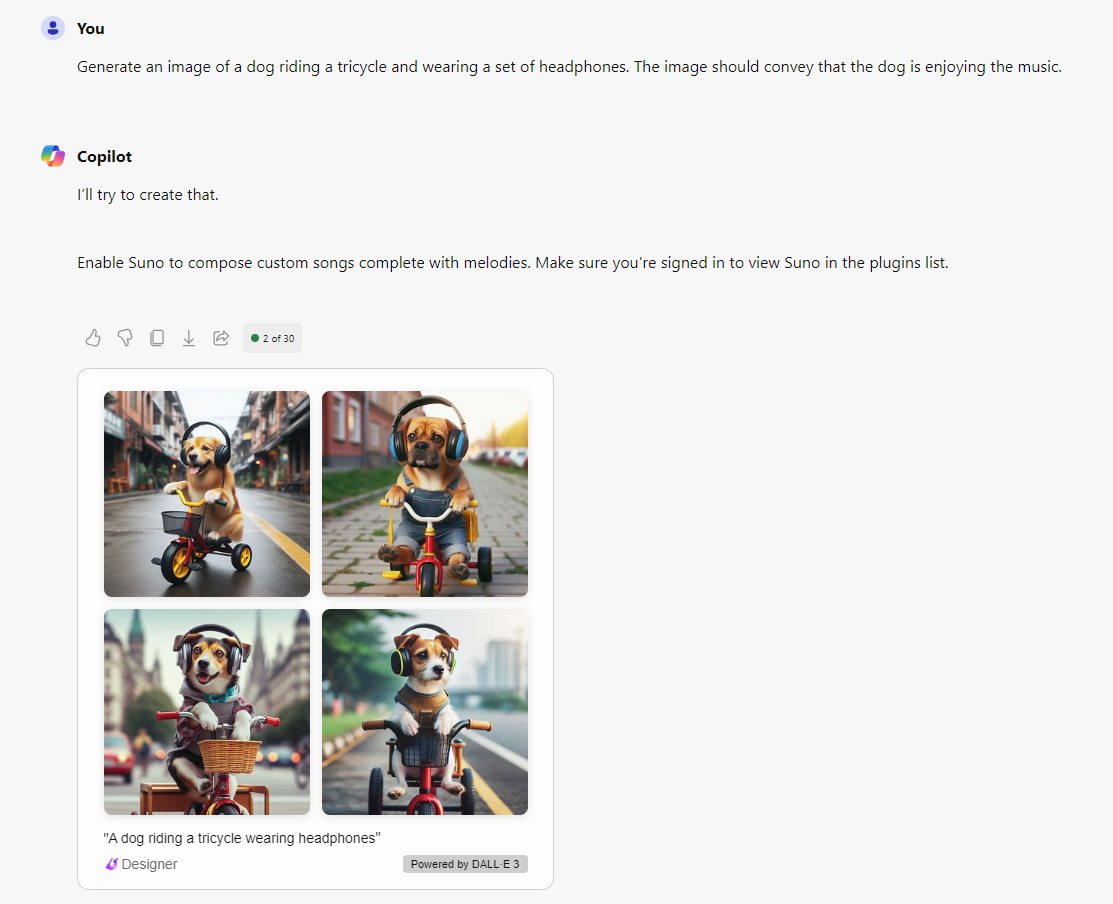 You
Generate an image of a dog riding a tricycle and wearing a set of headphones. The image should convey that the dog is enjoying the music.
Copilot
I'll try to create that.
Enable Suno to compose custom songs complete with melodies. Make sure you're signed in to view Suno in the plugins list.
2 of 30
"A dog riding a tricycle wearing headphones"
Designer
Powered by DALL·E 3